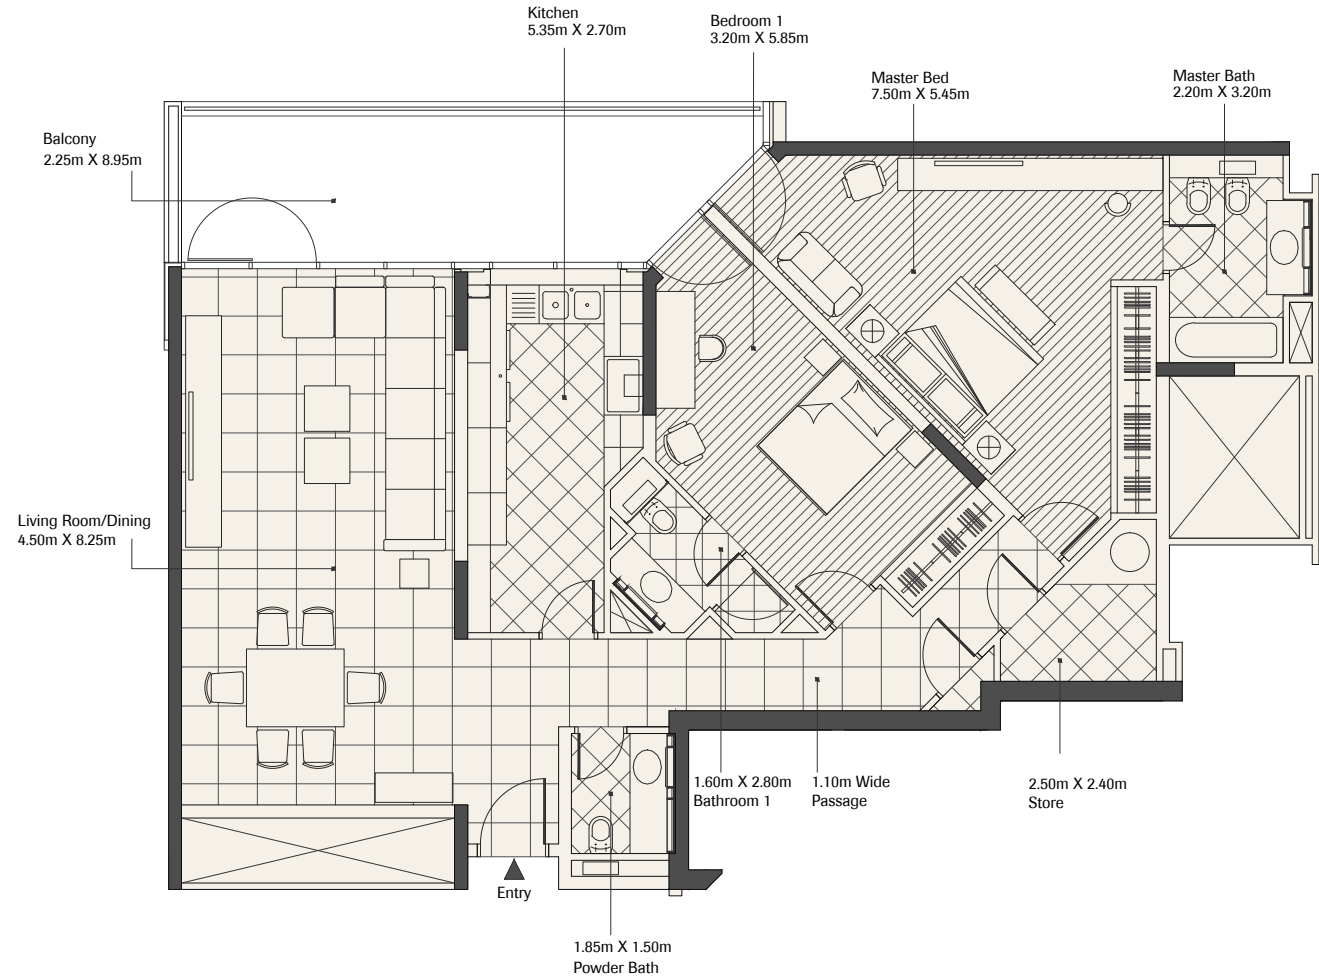 Kitchen
5.35m X 2.70m
Bedroom 1
3.20m X 5.85m
Master Bed
7.50m X 5.45m
Master Bath
2.20m X 3.20m
Balcony
2.25m X 8.95m
Living Room/Dining
4.50m X 8.25m
1.60m X 2.80m
Bathroom 1
1.10m Wide
Passage
2.50m X 2.40m
Store
Entry
1.85m X 1.50m
Powder Bath